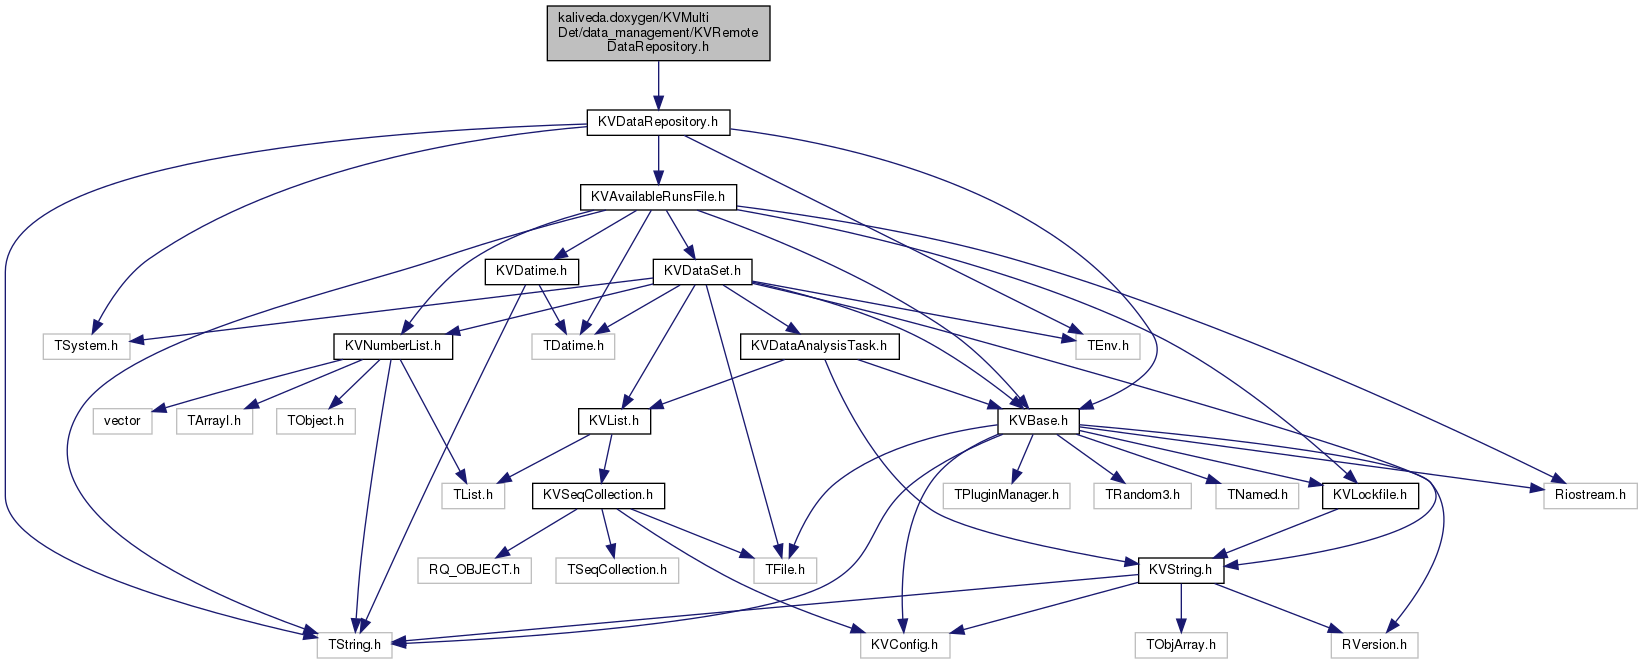 kaliveda.doxygen/KVMulti
Det/data_management/KVRemote
DataRepository.h
KVDataRepository.h
KVAvailableRunsFile.h
KVDatime.h
KVDataSet.h
TSystem.h
KVNumberList.h
TDatime.h
KVDataAnalysisTask.h
TEnv.h
vector
TArrayI.h
TObject.h
KVList.h
KVBase.h
TList.h
KVSeqCollection.h
TPluginManager.h
TRandom3.h
TNamed.h
KVLockfile.h
Riostream.h
RQ_OBJECT.h
TSeqCollection.h
TFile.h
KVString.h
TString.h
KVConfig.h
TObjArray.h
RVersion.h